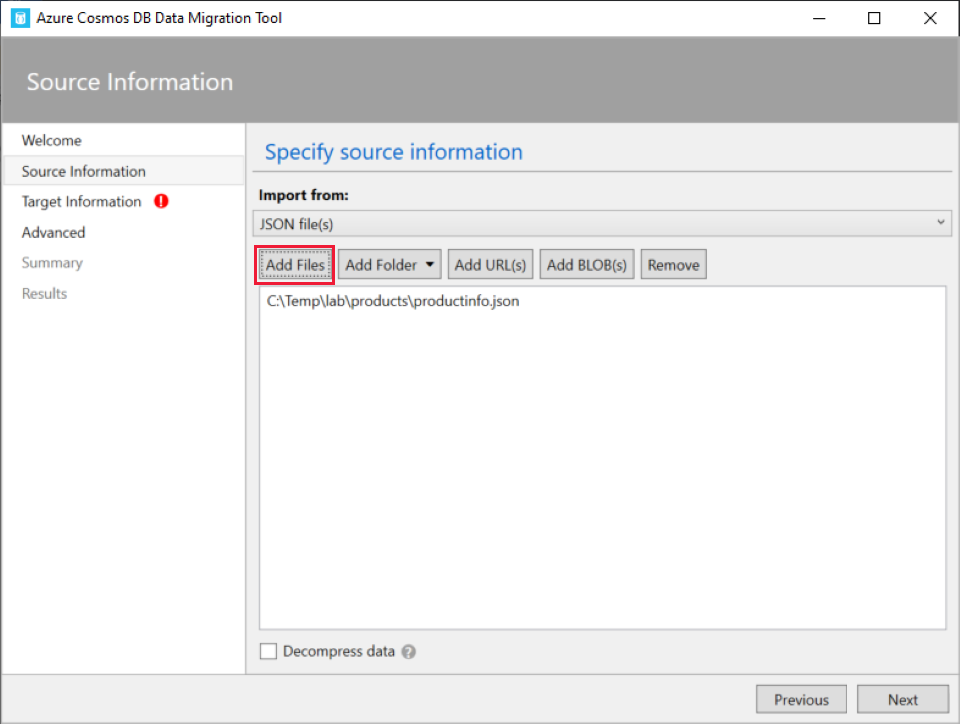 Azure Cosmos DB Data Migration Tool
Source Information
Welcome
Source Information
Target Information
Advanced
Summary
Results
Specify source information
Import from:
JSON file(s)
Add Files Add Folder Add URL(s) Add BLOB(s) Remove
C:\Temp\lab\products\productinfo.json
Decompress data ?
Previous Next